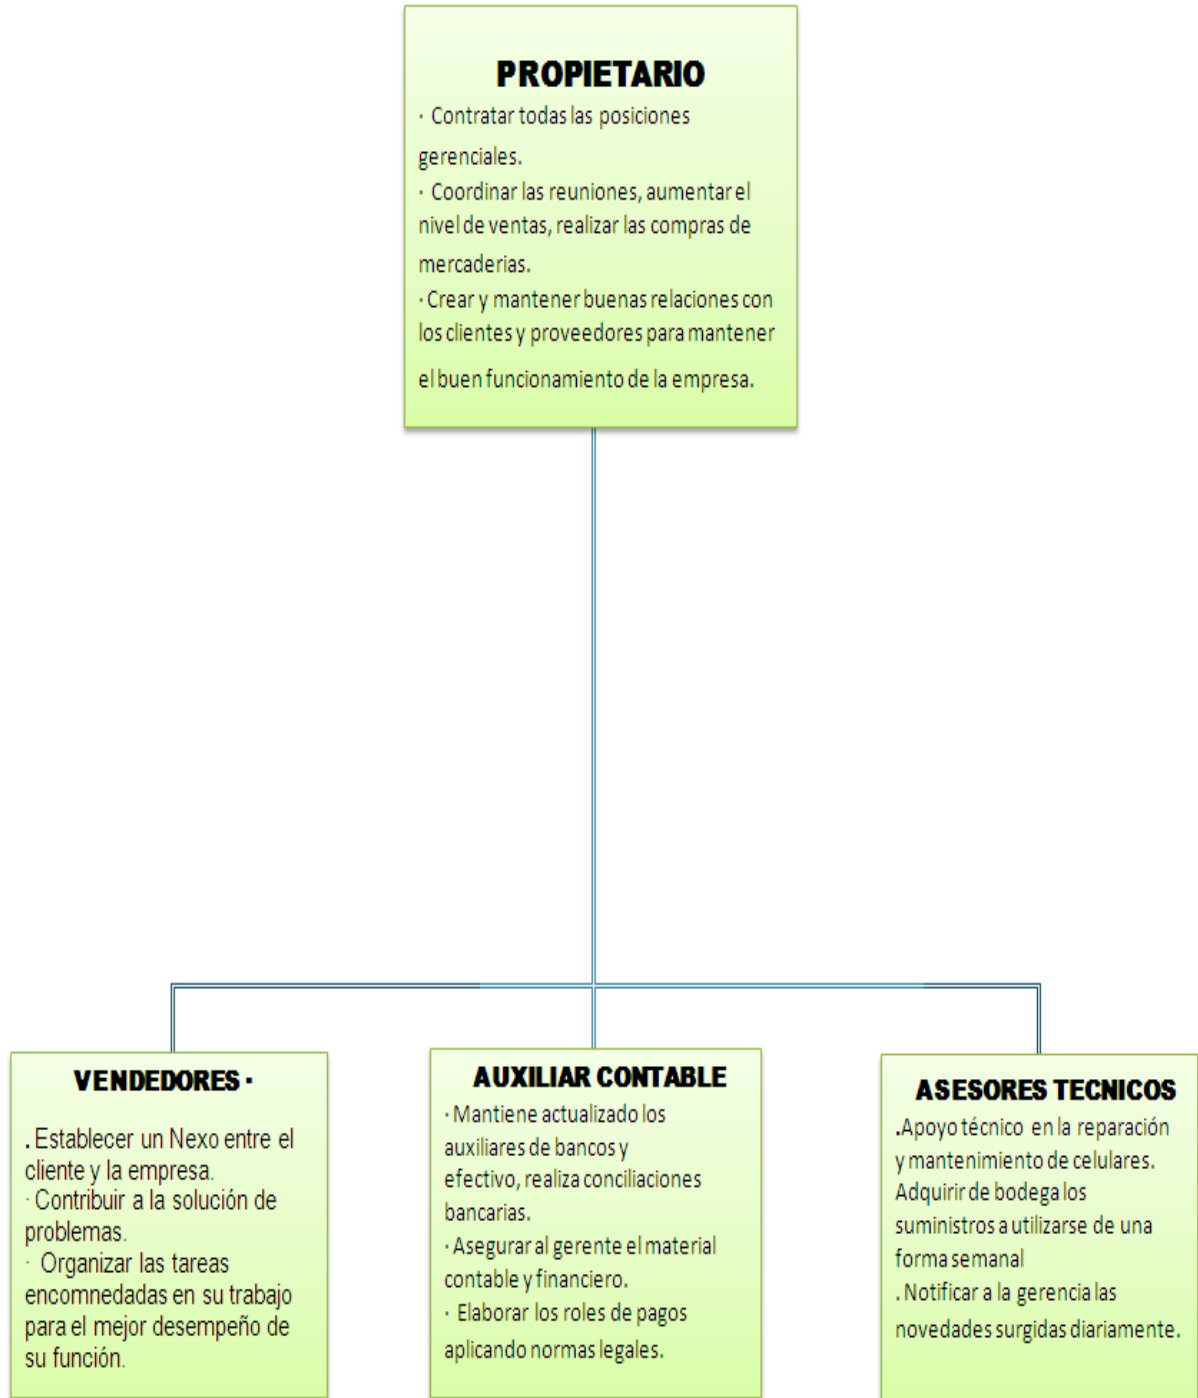 PROPIETARIO
· Contratar todas las posiciones
gerenciales.
· Coordinar las reuniones, aumentar el
nivel de ventas, realizar las compras de
mercaderias.
· Crear y mantener buenas relaciones con
los clientes y proveedores para mantener
el buen funcionamiento de la empresa.
VENDEDORES ·
. Establecer un Nexo entre el
cliente y la empresa.
· Contribuir a la solución de
problemas.
· Organizar las tareas
encomnedadas en su trabajo
para el mejor desempeño de
su función.
AUXILIAR CONTABLE
· Mantiene actualizado los
auxiliares de bancos y
efectivo, realiza conciliaciones
bancarias.
· Asegurar al gerente el material
contable y financiero.
· Elaborar los roles de pagos
aplicando normas legales.
ASESORES TECNICOS
.Apoyo técnico en la reparación
y mantenimiento de celulares.
Adquirir de bodega los
suministros a utilizarse de una
forma semanal
. Notificar a la gerencia las
novedades surgidas diariamente.